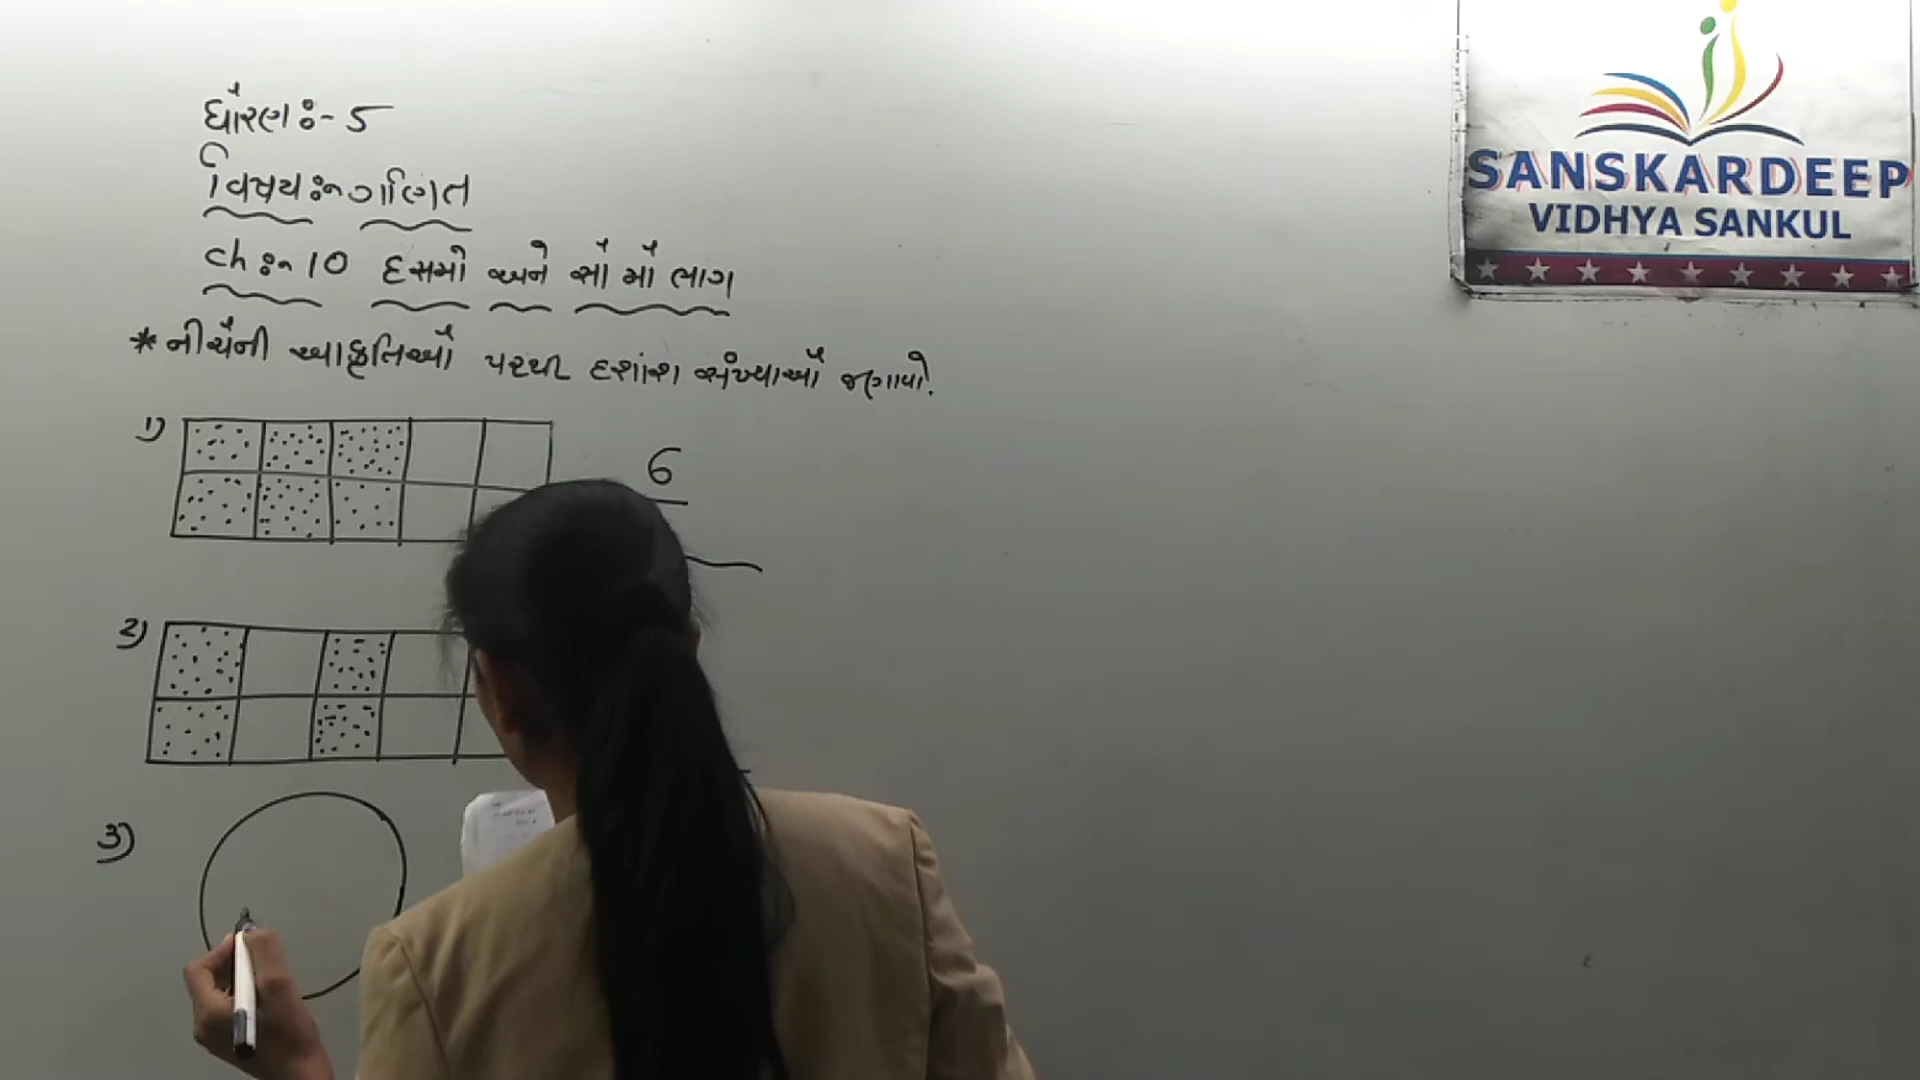 ધોરણ :- 5
વિષય :- ગણિત
ch :- 10 દસમો અને સો મો ભાગ
* નીચેની આકૃતિઓ પરથી દશાંશ સંખ્યાઓ જણાવો.
1)
6
2)
3)
SANSKARDEEP
VIDHYA SANKUL